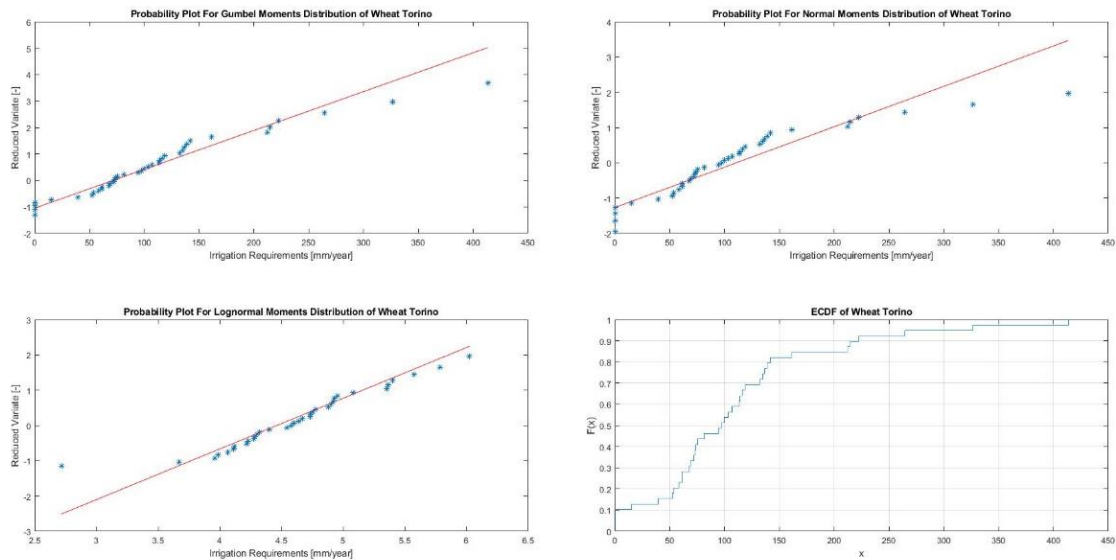 Probability Plot For Gumbel Moments Distribution of Wheat Torino
6
5
4
3
2
1
0
-1
-2
Reduced Variate [-]
0 50 100 150 200 250 300 350 400 450
Irrigation Requirements [mm/year]
Probability Plot For Normal Moments Distribution of Wheat Torino
4
3
2
1
0
-1
-2
Reduced Variate [-]
0 50 100 150 200 250 300 350 400 450
Irrigation Requirements [mm/year]
Probability Plot For Lognormal Moments Distribution of Wheat Torino
3
2
1
0
-1
-2
-3
Reduced Variate [-]
2.5 3 3.5 4 4.5 5 5.5 6 6.5
Irrigation Requirements [mm/year]
ECDF of Wheat Torino
1
0.9
0.8
0.7
0.6
0.5
0.4
0.3
0.2
0.1
0
F(x)
0 50 100 150 200 250 300 350 400 450
x